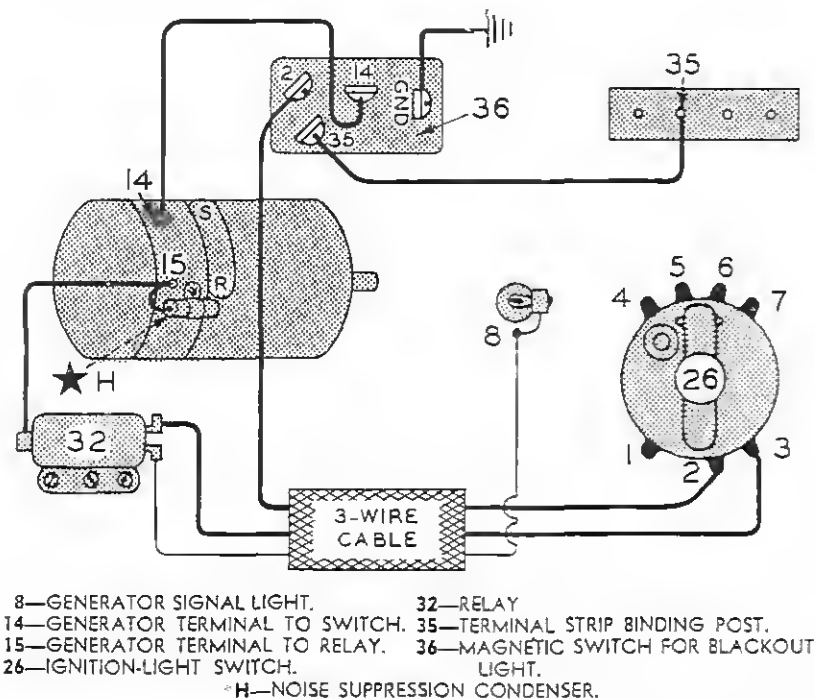 2
14
GND
35
36
35
14
S
15
R
H
32
8
4
5
6
7
26
1
2
3
3-WIRE
CABLE
8—GENERATOR SIGNAL LIGHT.
14—GENERATOR TERMINAL TO SWITCH.
15—GENERATOR TERMINAL TO RELAY.
26—IGNITION-LIGHT SWITCH.
32—RELAY
35—TERMINAL STRIP BINDING POST.
36—MAGNETIC SWITCH FOR BLACKOUT
LIGHT.
*H—NOISE SUPPRESSION CONDENSER.